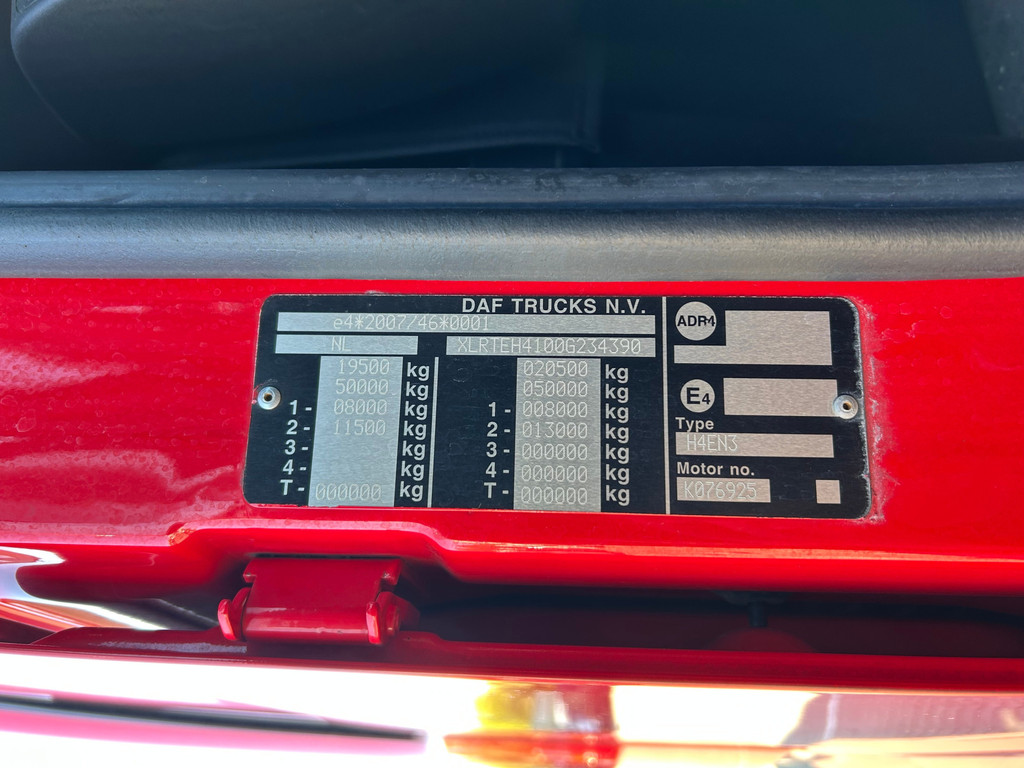 DAF TRUCKS N.V.
e4*2007/46*0001
NL XLRTEH4100G234390
19500 kg 020500 kg
50000 kg 050000 kg
1- 08000 kg 1- 008000 kg
2- 11500 kg 2- 013000 kg
3- kg 3- 000000 kg
4- kg 4- 000000 kg
T- 000000 kg T- 000000 kg
ADR4
E4
Type
H4EN3
Motor no.
K076925